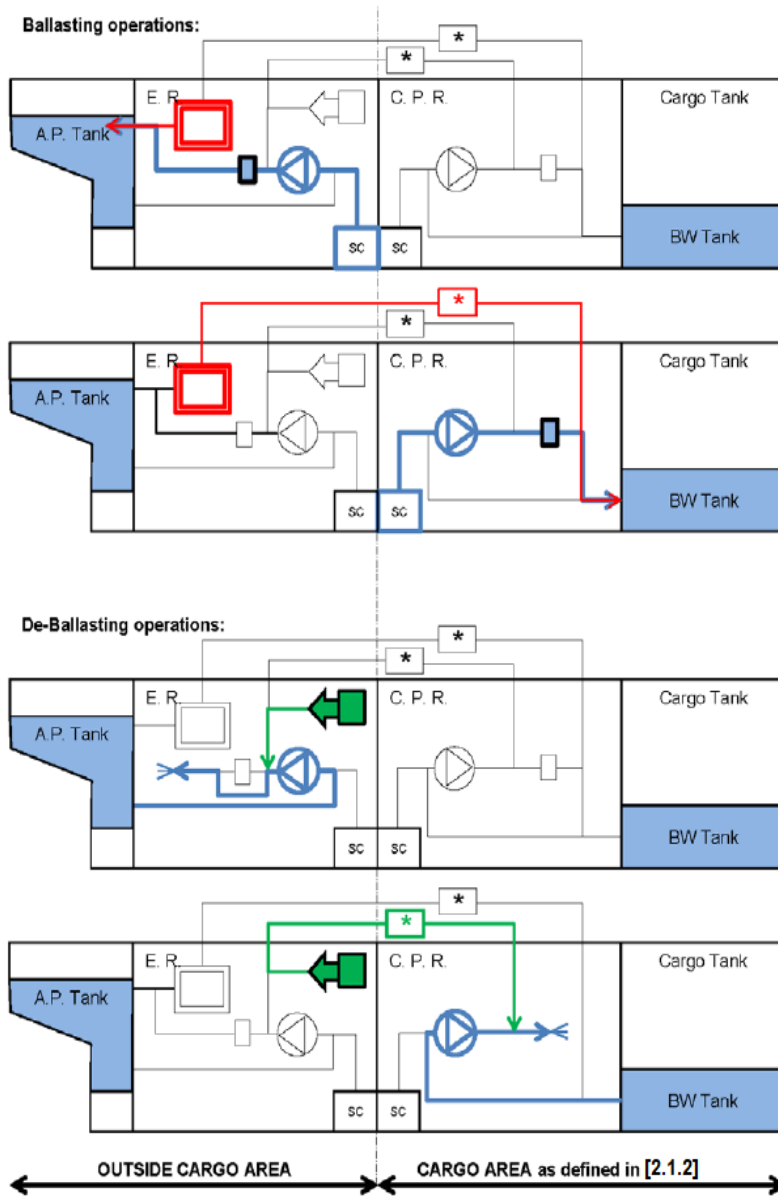 Ballasting operations:
*
*
E. R.
C. P. R.
Cargo Tank
A.P. Tank
BW Tank
sc
sc
*
*
E. R.
C. P. R.
Cargo Tank
A.P. Tank
BW Tank
sc
sc
De-Ballasting operations:
*
*
E. R.
C. P. R.
Cargo Tank
A.P. Tank
BW Tank
sc
sc
*
*
E. R.
C. P. R.
Cargo Tank
A.P. Tank
BW Tank
sc
sc
OUTSIDE CARGO AREA
CARGO AREA as defined in [2.1.2]